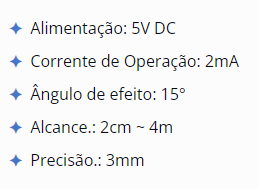 Alimentação: 5V DC
Corrente de Operação: 2mA
Ângulo de efeito: 15°
Alcance.: 2cm ~ 4m
Precisão.: 3mm